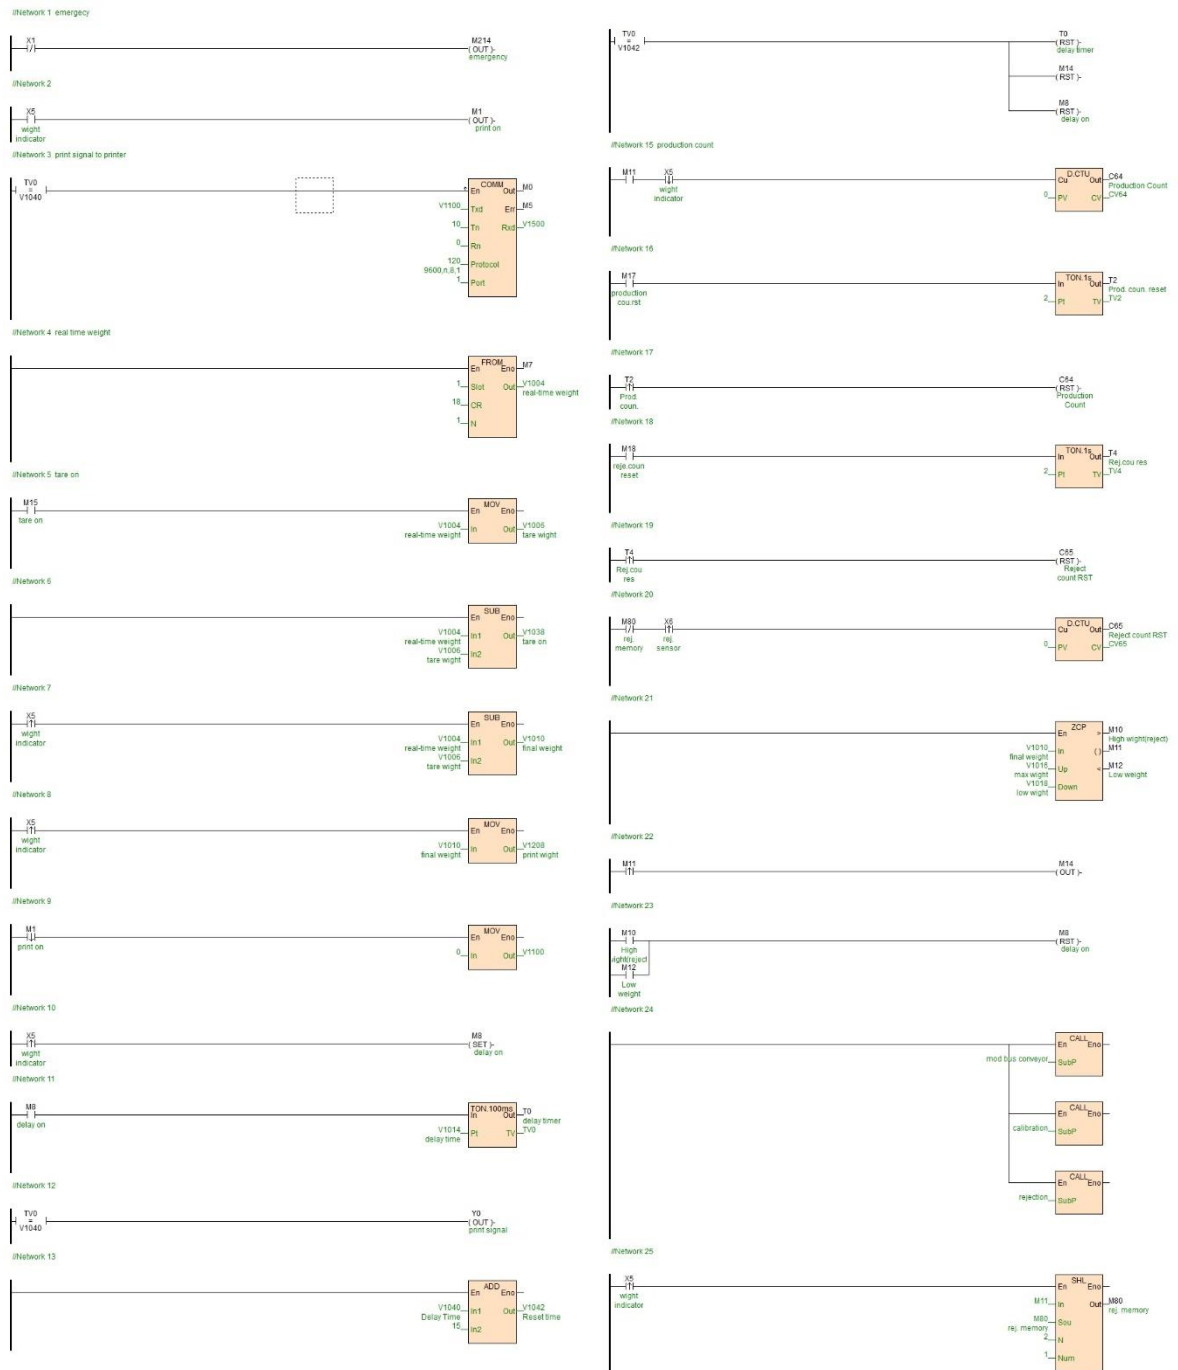 //Network 1 emergecy
X1
M214
( OUT )-
emergency
//Network 2
X5
wight
indicator
M1
( OUT )-
print on
//Network 3 print signal to printer
TV0
=
V1040
COMM
En Out M0
V1100 Txd Err M5
10 Tn Rxd V1500
0 Rn
120 Protocol
9600,n,8,1
1 Port
//Network 4 real time weight
FROM
En Eno M7
1 Slot Out V1004
real-time weight
18 CR
1 N
//Network 5 tare on
M15
tare on
MOV
En Eno
V1004 In Out V1006
real-time weight tare wight
//Network 6
SUB
En Eno
V1004 In1 Out V1038
real-time weight tare on
V1006 In2
tare wight
//Network 7
X5
wight
indicator
SUB
En Eno
V1004 In1 Out V1010
real-time weight final weight
V1006 In2
tare wight
//Network 8
X5
wight
indicator
MOV
En Eno
V1010 In Out V1208
final weight print wight
//Network 9
M1
print on
MOV
En Eno
0 In Out V1100
//Network 10
X5
wight
indicator
M8
( SET )-
delay on
//Network 11
M8
delay on
TON.100ms
In Out T0
delay timer
V1014 Pt TV TV0
delay time
//Network 12
TV0
=
V1040
Y0
( OUT )-
print signal
//Network 13
ADD
En Eno
V1040 In1 Out V1042
Delay Time Reset time
15 In2
TV0
=
V1042
T0
( RST )-
delay timer
M14
( RST )-
M8
( RST )-
delay on
//Network 15 production count
M11 X5
wight
indicator
D.CTU
Cu Out C64
Production Count
0 PV CV CV64
//Network 16
M17
production
cou.rst
TON.1s
In Out T2
Prod. coun. reset
2 Pt TV TV2
//Network 17
T2
Prod.
coun.
C64
( RST )-
Production
Count
//Network 18
M18
reje.coun
reset
TON.1s
In Out T4
Rej.cou res
2 Pt TV TV4
//Network 19
T4
Rej.cou
res
C65
( RST )-
Reject
count RST
//Network 20
M80 X6
rej. rej.
memory sensor
D.CTU
Cu Out C65
Reject count RST
0 PV CV CV65
//Network 21
ZCP
En > M10
High wight(reject)
V1010 In ( ) M11
final weight
V1016 Up < M12
max wight Low weight
V1018 Down
low wight
//Network 22
M11
M14
( OUT )-
//Network 23
M10
High
wight(reject
M12
Low
weight
M8
( RST )-
delay on
//Network 24
CALL
En Eno
mod bus conveyor SubP
CALL
En Eno
calibration SubP
CALL
En Eno
rejection SubP
//Network 25
X5
wight
indicator
SHL
En Eno
M11 In Out M80
rej. memory
M80 Sou
rej. memory
2 N
1 Num